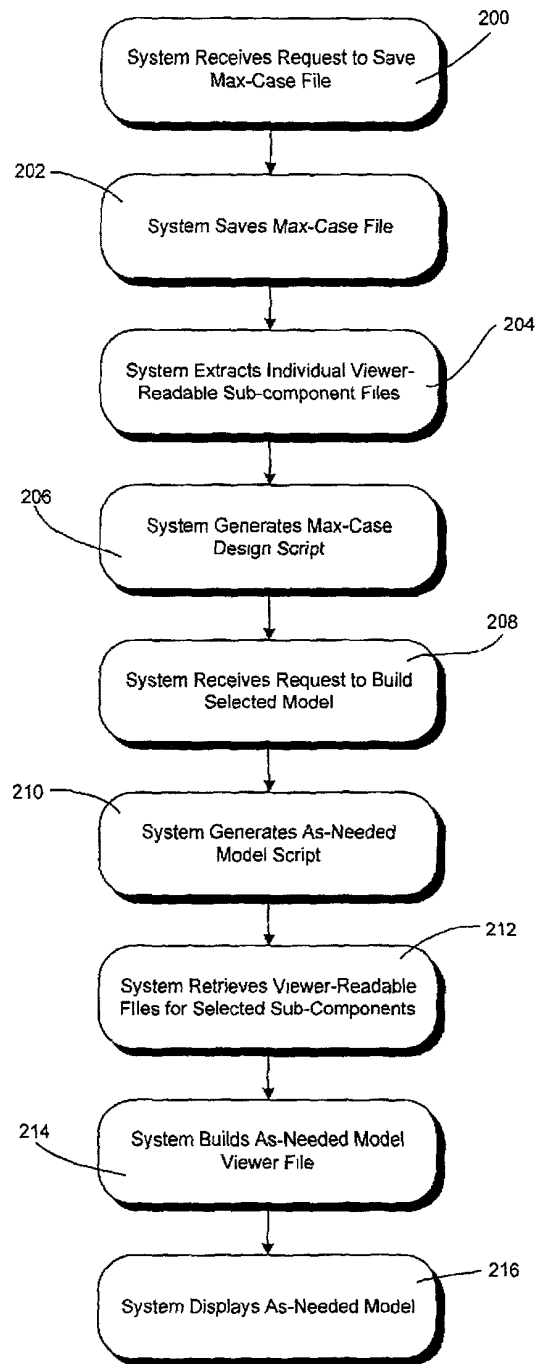 200
System Receives Request to Save
Max-Case File
202
System Saves Max-Case File
204
System Extracts Individual Viewer-
Readable Sub-component Files
206
System Generates Max-Case
Design Script
208
System Receives Request to Build
Selected Model
210
System Generates As-Needed
Model Script
212
System Retrieves Viewer-Readable
Files for Selected Sub-Components
System Builds As-Needed Model
Viewer File
214
216
System Displays As-Needed Model